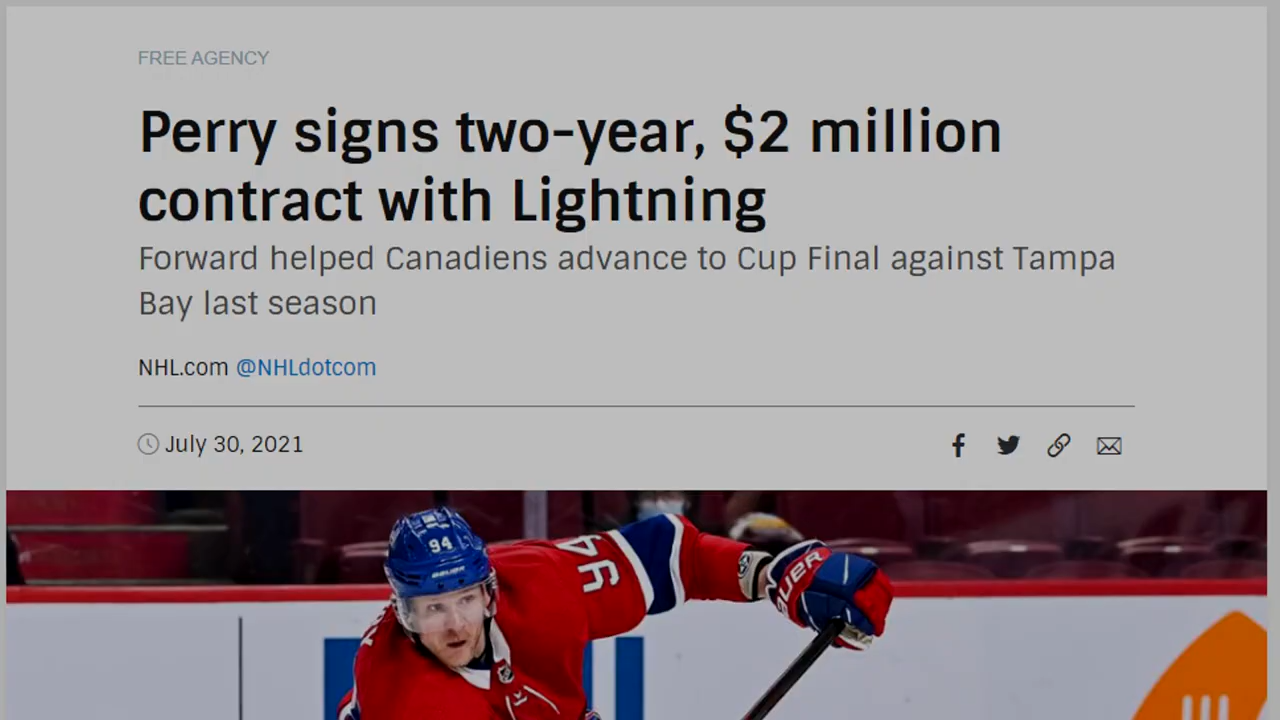 FREE AGENCY
Perry signs two-year, $2 million
contract with Lightning
Forward helped Canadiens advance to Cup Final against Tampa
Bay last season
NHL.com @NHLdotcom
July 30, 2021
94
BAUER
94
BAUER